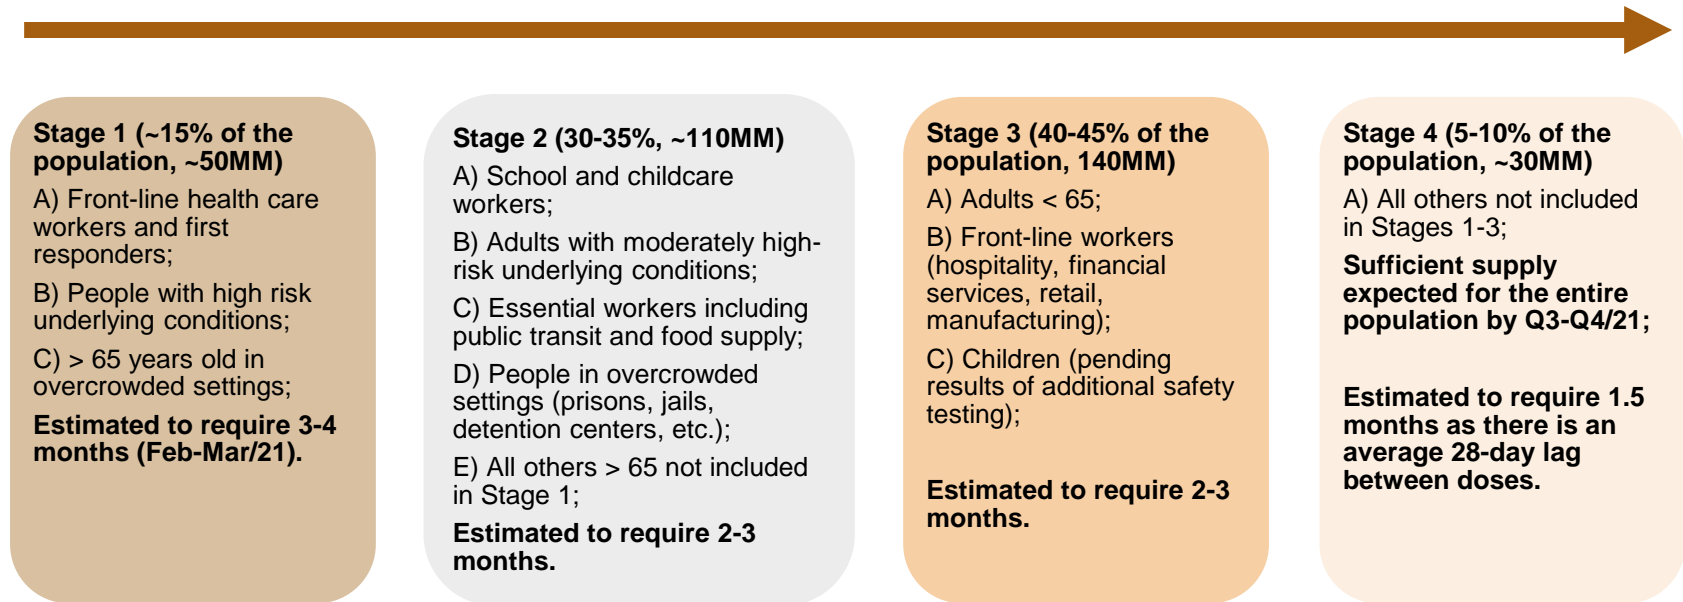 Stage 1 (~15% of the
population, ~50MM)
A) Front-line health care
workers and first
responders;
B) People with high risk
underlying conditions;
C) > 65 years old in
overcrowded settings;
Estimated to require 3-4
months (Feb-Mar/21).
Stage 2 (30-35%, ~110MM)
A) School and childcare
workers;
B) Adults with moderately high-
risk underlying conditions;
C) Essential workers including
public transit and food supply;
D) People in overcrowded
settings (prisons, jails,
detention centers, etc.);
E) All others > 65 not included
in Stage 1;
Estimated to require 2-3
months.
Stage 3 (40-45% of the
population, 140MM)
A) Adults < 65;
B) Front-line workers
(hospitality, financial
services, retail,
manufacturing);
C) Children (pending
results of additional safety
testing);
Estimated to require 2-3
months.
Stage 4 (5-10% of the
population, ~30MM)
A) All others not included
in Stages 1-3;
Sufficient supply
expected for the entire
population by Q3-Q4/21;
Estimated to require 1.5
months as there is an
average 28-day lag
between doses.